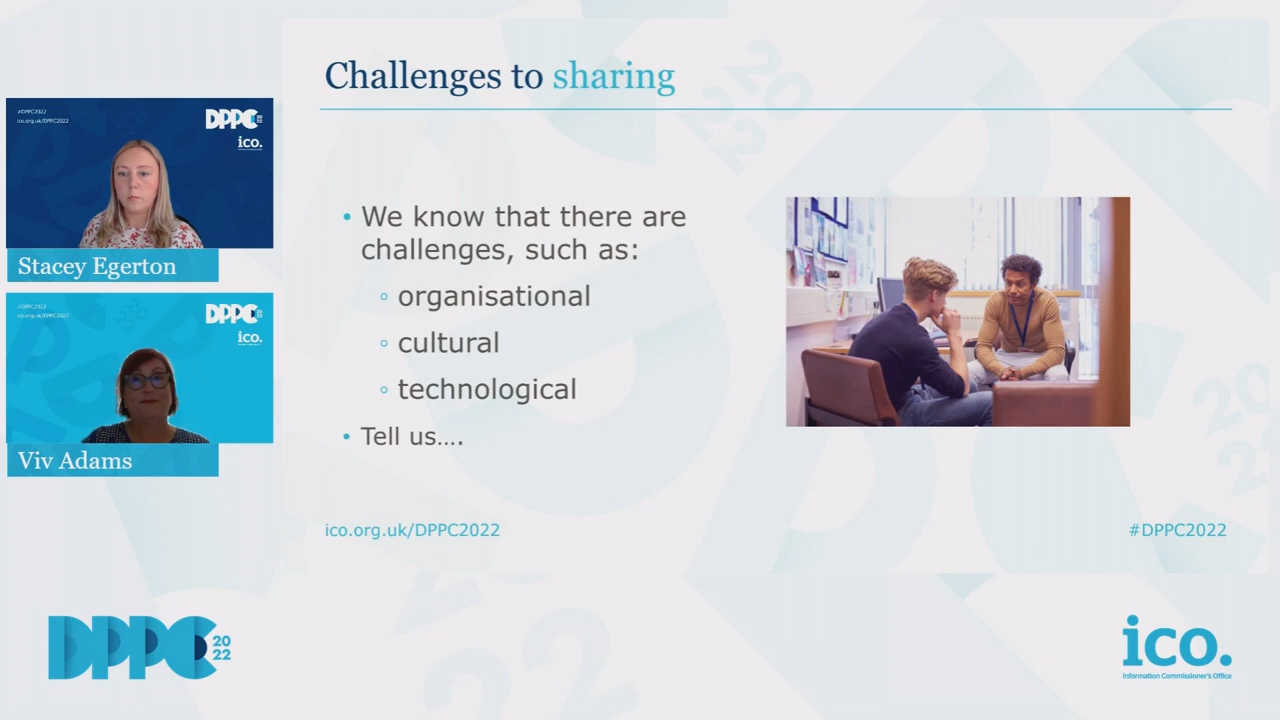 Challenges to sharing
#DPPC2022
ico.org.uk/DPPC2022
DPPC 2022
ico.
Stacey Egerton
#DPPC2022
ico.org.uk/DPPC2022
DPPC 2022
ico.
Viv Adams
• We know that there are
challenges, such as:
◦ organisational
◦ cultural
◦ technological
• Tell us….
ico.org.uk/DPPC2022
#DPPC2022
DPPC 20
22
ico.
Information Commissioner's Office